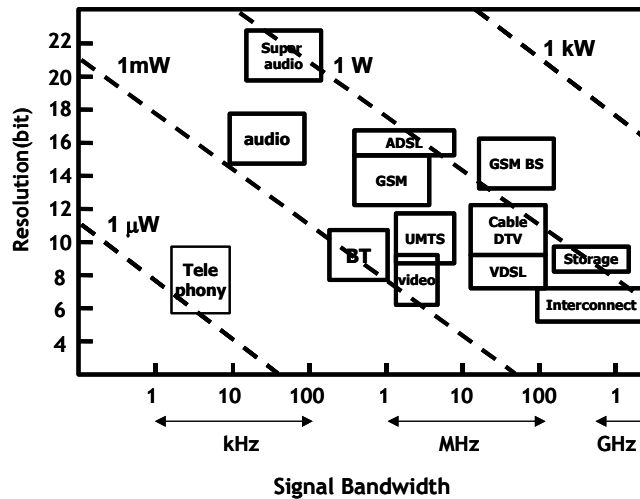 22
20
18
16
14
12
10
8
6
4
Resolution(bit)
1mW
Super
audio
1 W
1 kW
audio
ADSL
GSM
GSM BS
1 μW
Tele
phony
BT
UMTS
video
Cable
DTV
VDSL
Storage
Interconnect
1 10 100 1 10 100 1
kHz MHz GHz
Signal Bandwidth